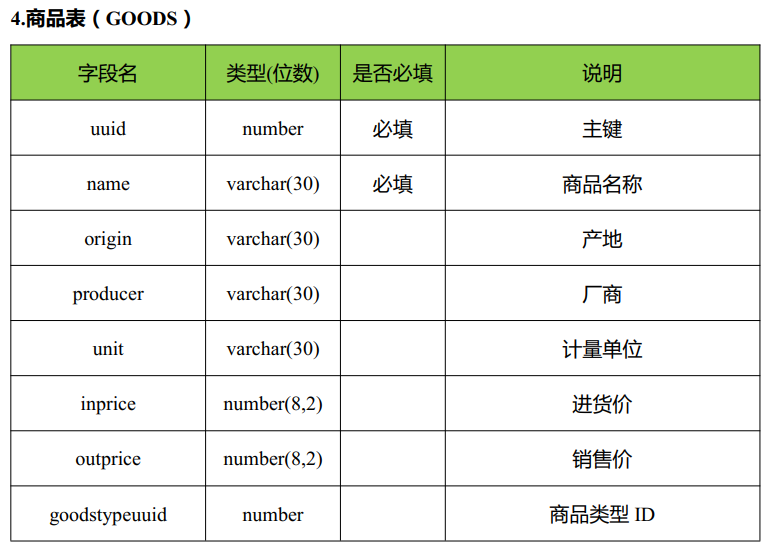 4.商品表（GOODS）
字段名 类型(位数) 是否必填 说明
uuid number 必填 主键
name varchar(30) 必填 商品名称
origin varchar(30) 产地
producer varchar(30) 厂商
unit varchar(30) 计量单位
inprice number(8,2) 进货价
outprice number(8,2) 销售价
goodstypeuuid number 商品类型 ID